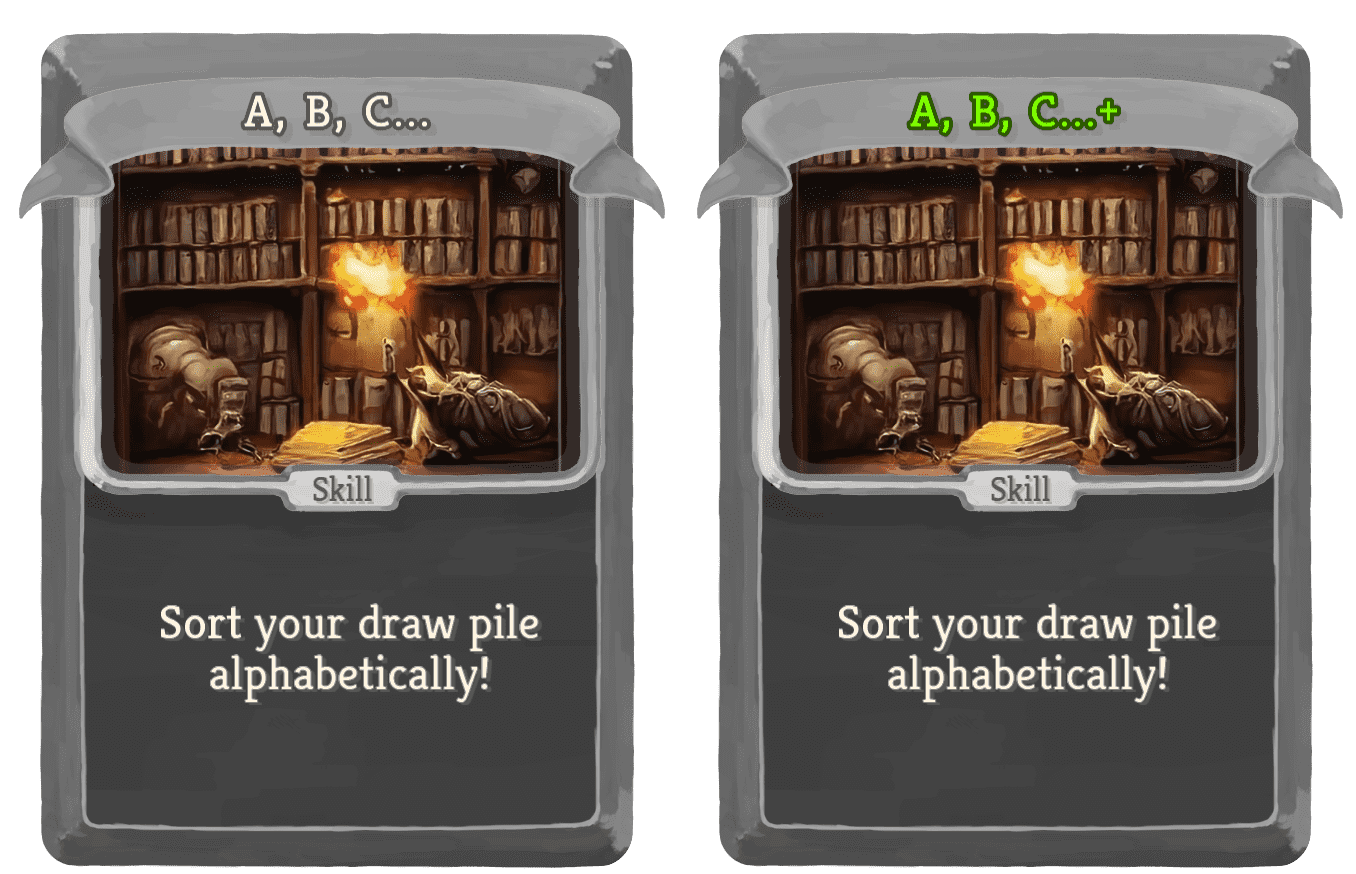 A, B, C...
Skill
Sort your draw pile
alphabetically!
A, B, C...+
Skill
Sort your draw pile
alphabetically!